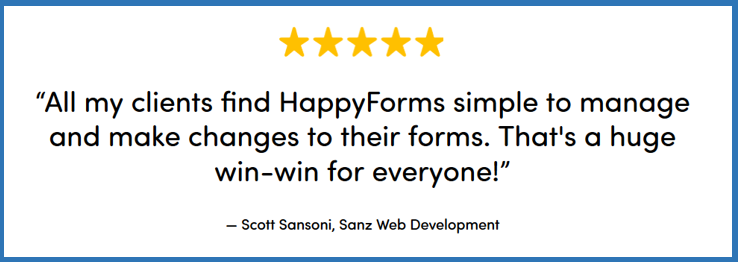 “All my clients find HappyForms simple to manage
and make changes to their forms. That's a huge
win-win for everyone!”
— Scott Sansoni, Sanz Web Development